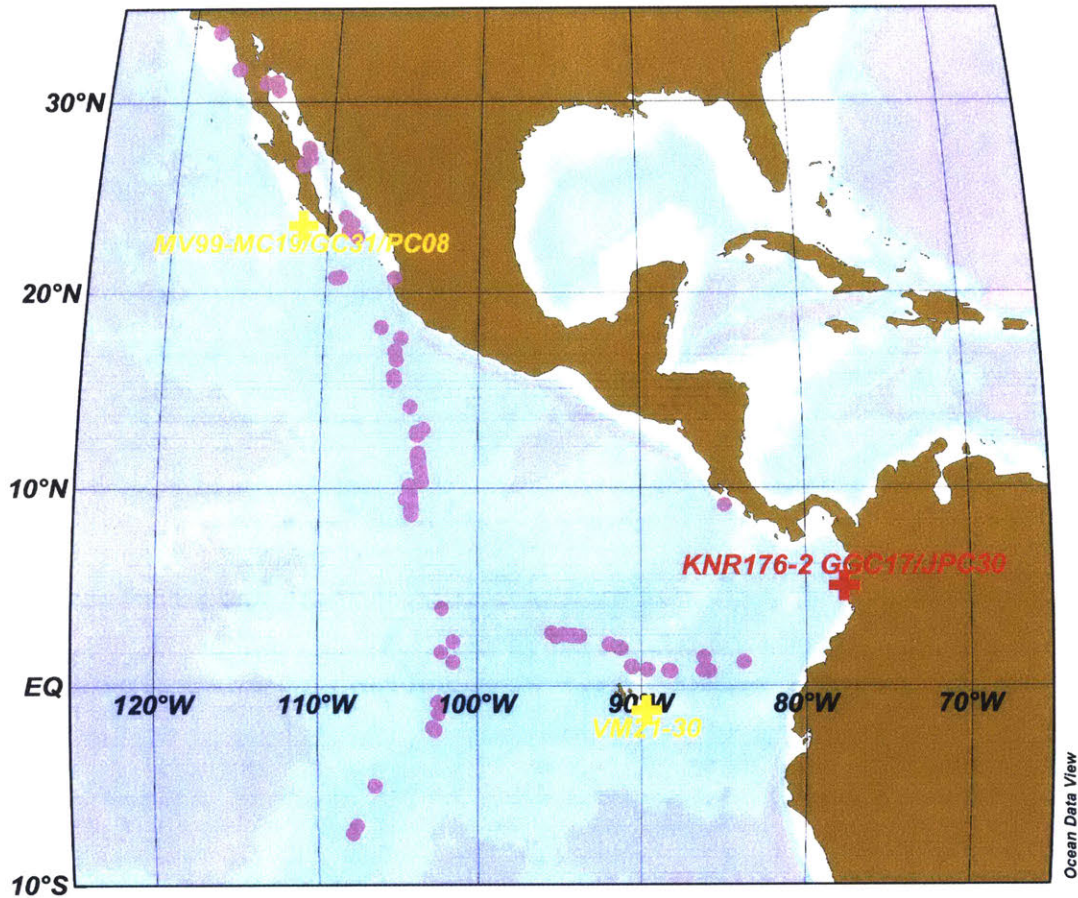 30°N
MV99-MC19/GC31/PC08
20°N
10°N
KNR176-2 GGC17/JPC30
EQ
120°W 110°W 100°W 90°W 80°W 70°W
VM21-30
10°S
Ocean Data View